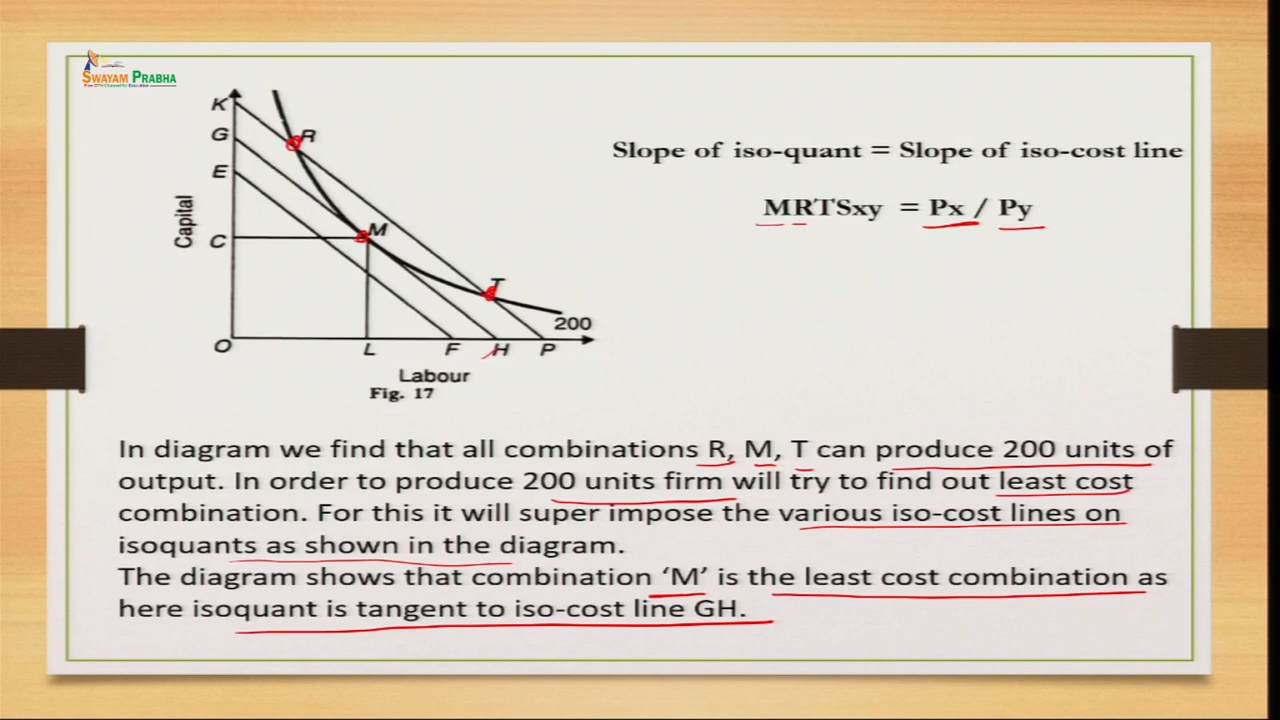 SWAYAM PRABHA
K
G
E
C
O
Capital
R
M
T
200
L F H P
Labour
Fig. 17
Slope of iso-quant = Slope of iso-cost line
MRTSxy = Px / Py
In diagram we find that all combinations R, M, T can produce 200 units of
output. In order to produce 200 units firm will try to find out least cost
combination. For this it will super impose the various iso-cost lines on
isoquants as shown in the diagram.
The diagram shows that combination ‘M’ is the least cost combination as
here isoquant is tangent to iso-cost line GH.